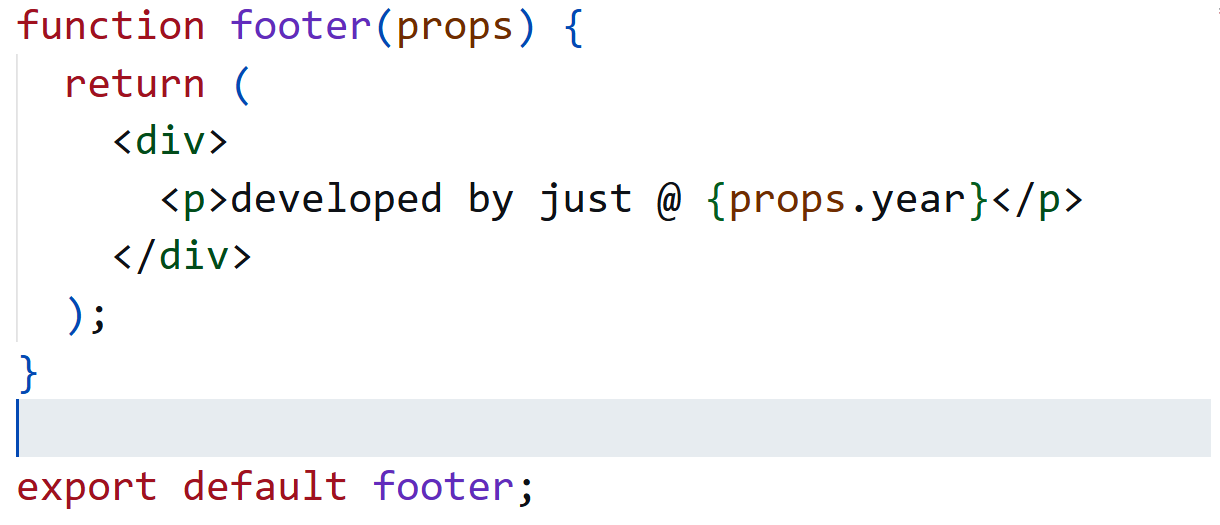 function footer(props) {
  return (
    <div>
      <p>developed by just @ {props.year}</p>
    </div>
  );
}
export default footer;